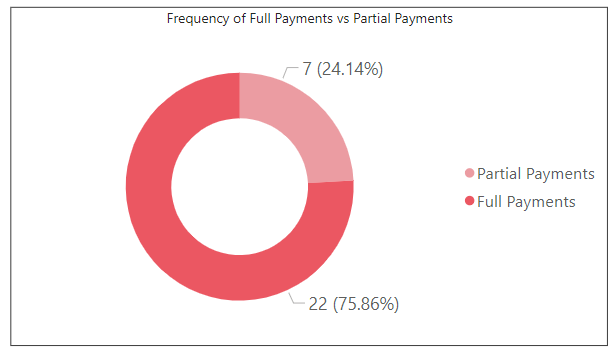 Frequency of Full Payments vs Partial Payments
7 (24.14%)
Partial Payments
Full Payments
22 (75.86%)